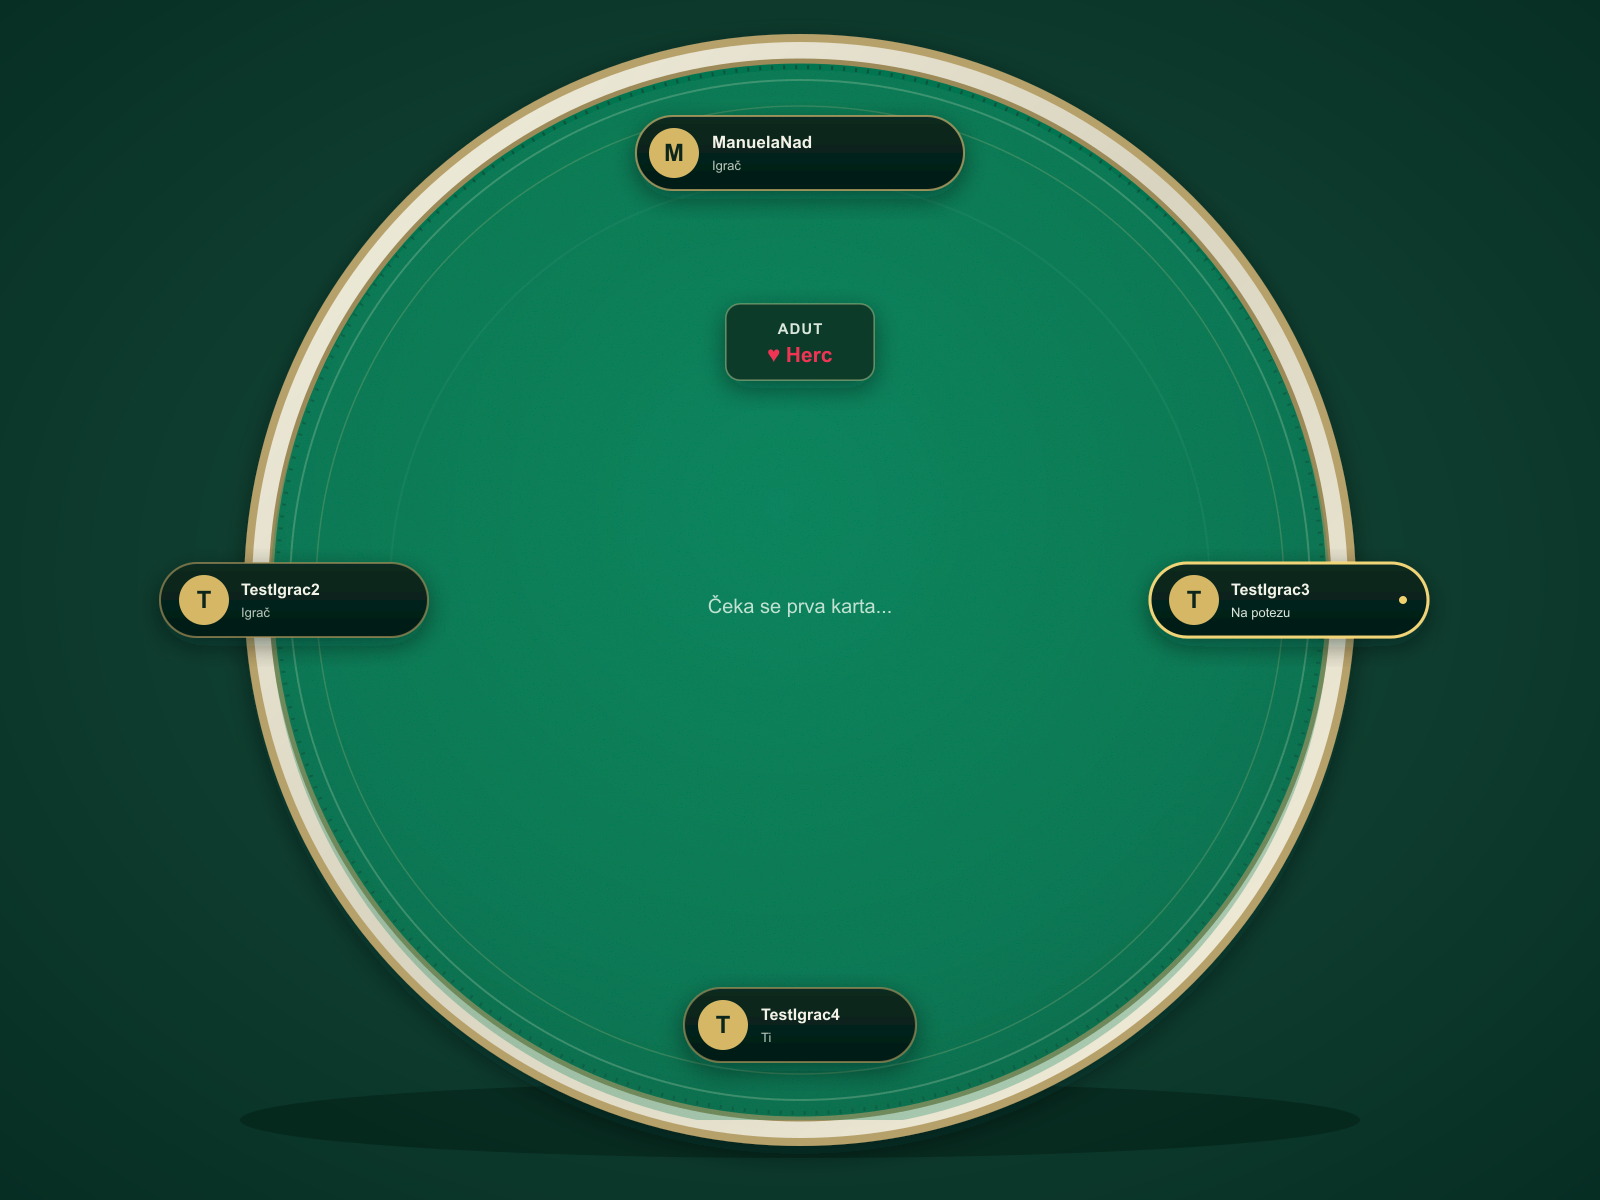 M
ManuelaNad
Igrač
ADUT
♥ Herc
T
TestIgrac2
Igrač
Čeka se prva karta...
T
TestIgrac3
Na potezu
T
TestIgrac4
Ti